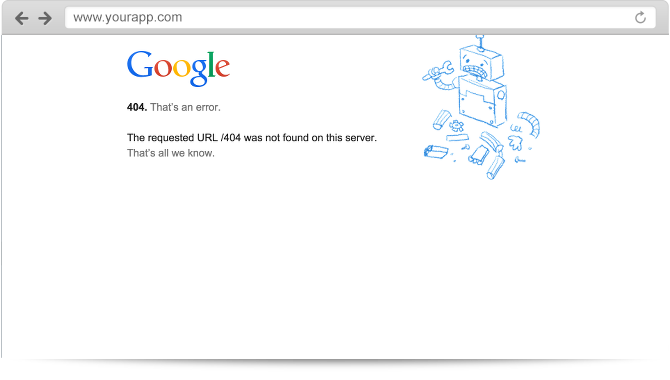 www.yourapp.com
Google
404. That's an error.
The requested URL /404 was not found on this server.
That's all we know.